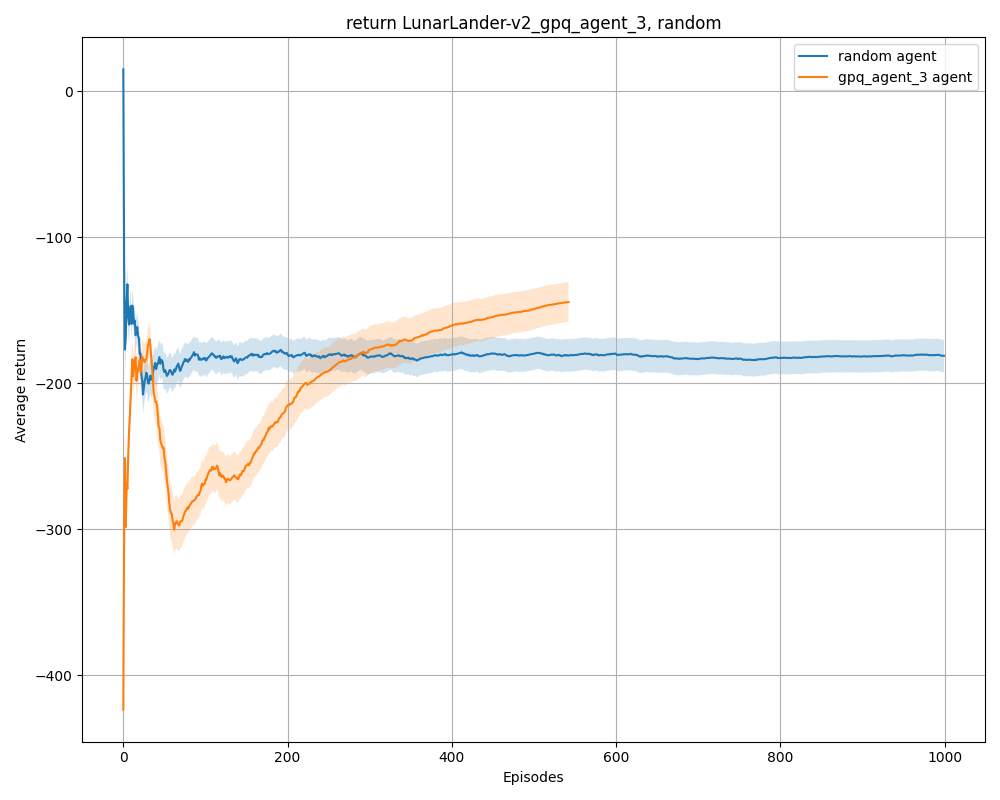 return LunarLander-v2_gpq_agent_3, random
random agent
gpq_agent_3 agent
0
−100
−200
−300
−400
Average return
0
200
400
600
800
1000
Episodes